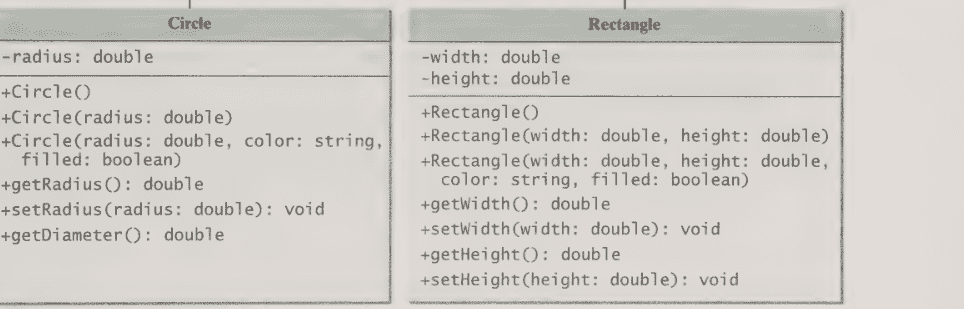 Circle
-radius: double
+Circle()
+Circle(radius: double)
+Circle(radius: double, color: string,
filled: boolean)
+getRadius(): double
+setRadius(radius: double): void
+getDiameter(): double
Rectangle
-width: double
-height: double
+Rectangle()
+Rectangle(width: double, height: double)
+Rectangle(width: double, height: double,
color: string, filled: boolean)
+getWidth(): double
+setWidth(width: double): void
+getHeight(): double
+setHeight(height: double): void